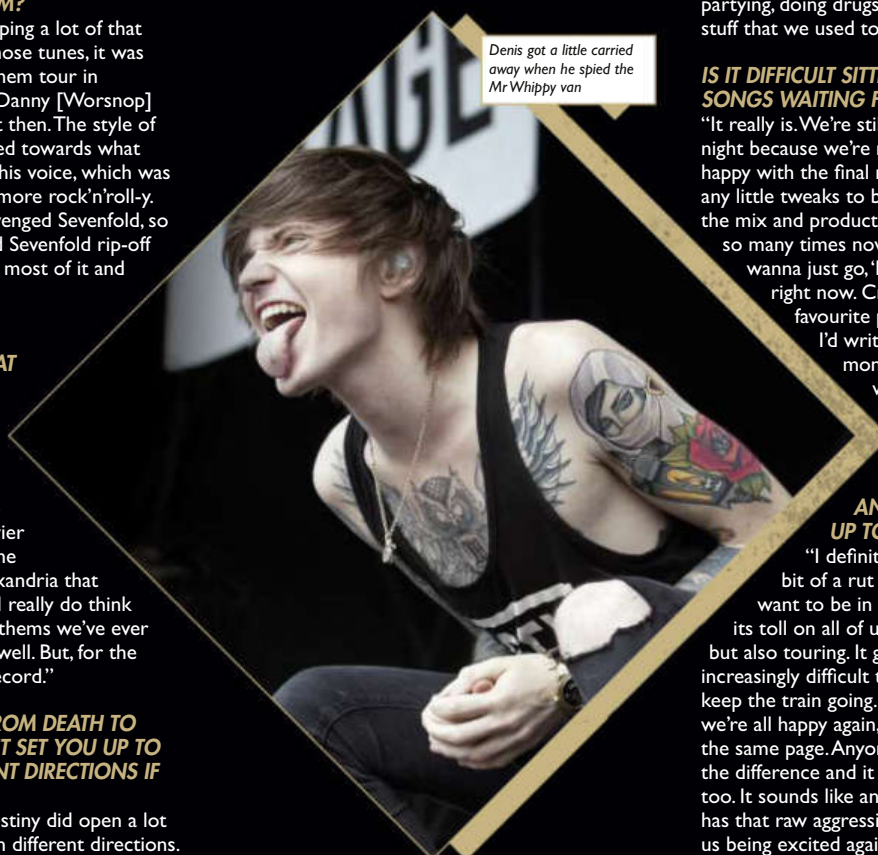 M?
ping a lot of that
hose tunes, it was
hem tour in
Danny [Worsnop]
t then. The style of
ed towards what
his voice, which was
more rock'n'roll-y.
venged Sevenfold, so
d Sevenfold rip-off
most of it and
AT
vier
he
xandria that
I really do think
thems we've ever
well. But, for the
ecord."
ROM DEATH TO
T SET YOU UP TO
NT DIRECTIONS IF
stiny did open a lot
n different directions.
AGE
Denis got a little carried
away when he spied the
Mr Whippy van
partying, doing drugs
stuff that we used to
IS IT DIFFICULT SITTI
SONGS WAITING F
"It really is. We're sti
night because we're r
happy with the final r
any little tweaks to b
the mix and product
so many times nov
wanna just go, 'l
right now. C
favourite p
I'd writ
mor
v
AN
UP TO
"I definit
bit of a rut
want to be in
its toll on all of u
but also touring. It g
increasingly difficult t
keep the train going.
we're all happy again,
the same page. Anyor
the difference and it
too. It sounds like an
has that raw aggressi
us being excited agai